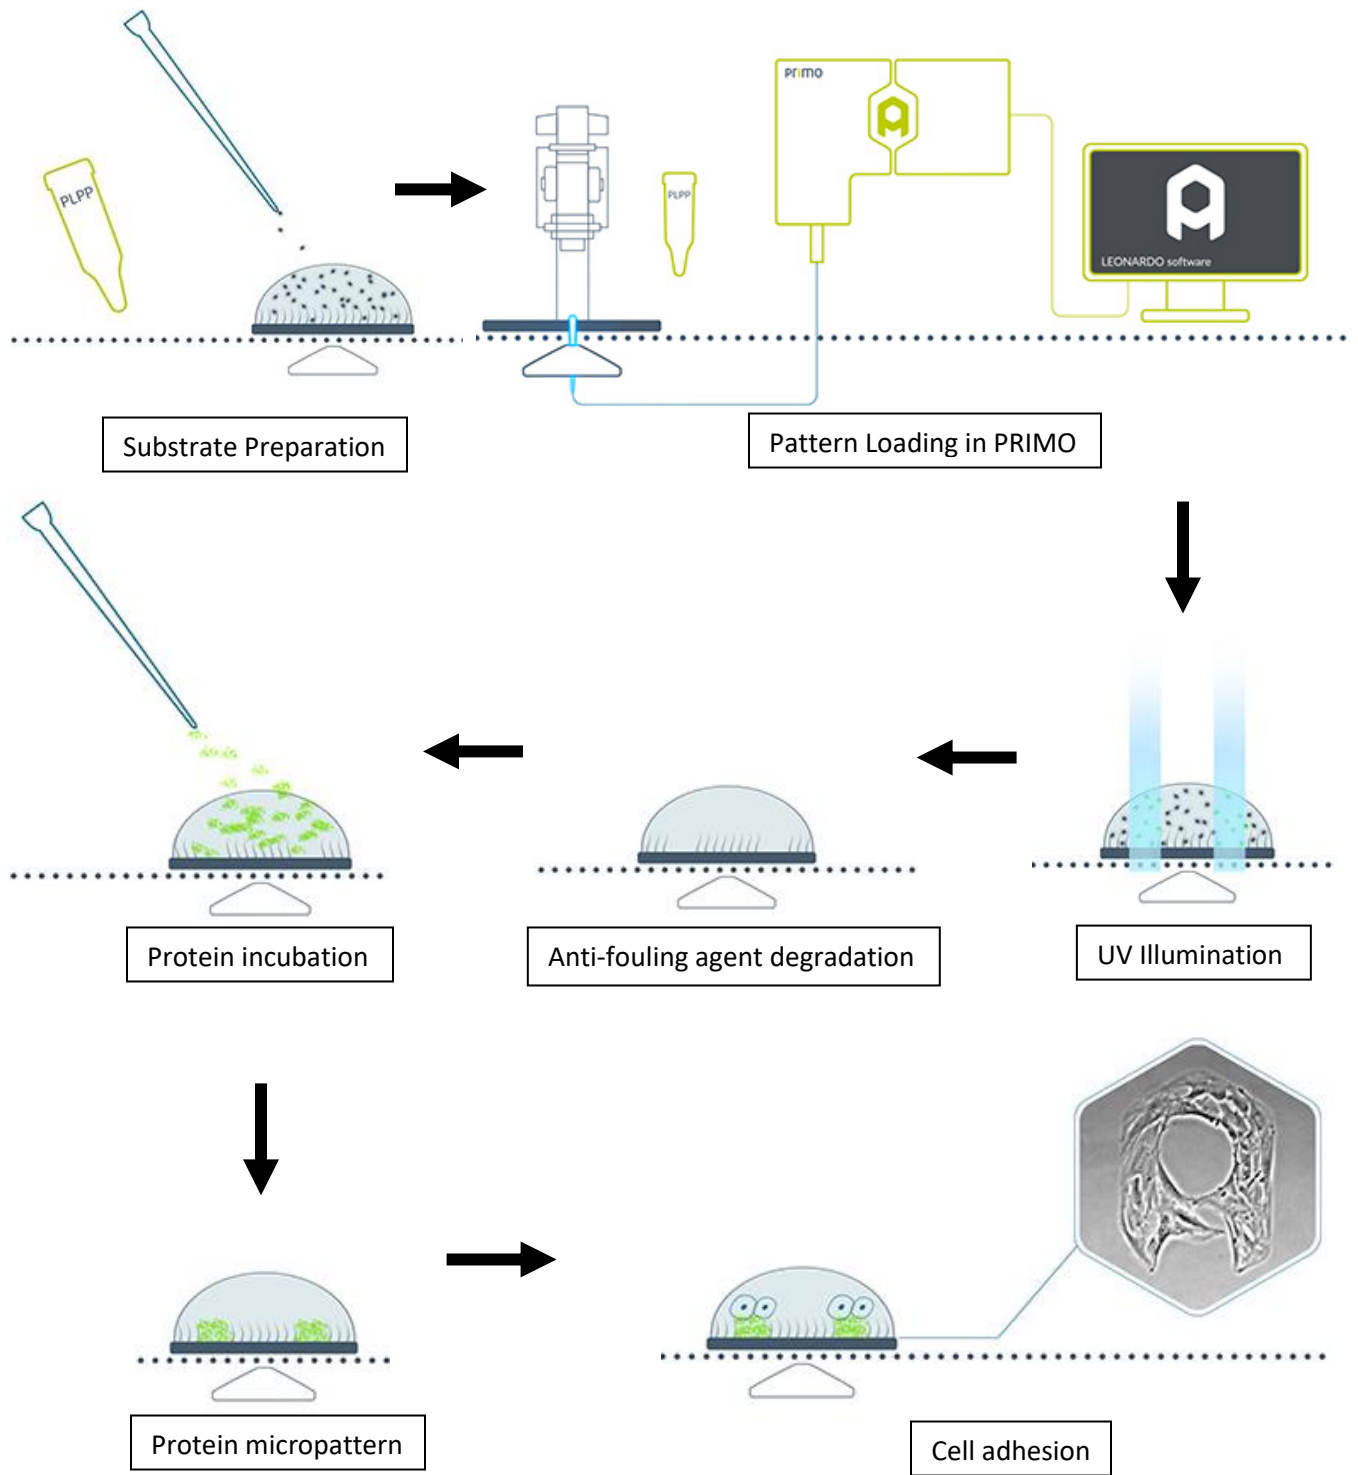 PLPP
PRIMO
PLPP
LEONARDO software
Substrate Preparation
Pattern Loading in PRIMO
Protein incubation
Anti-fouling agent degradation
UV Illumination
Protein micropattern
Cell adhesion